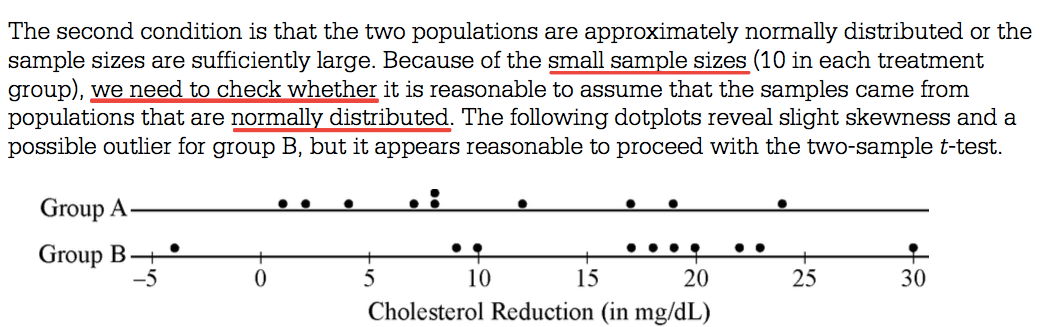 The second condition is that the two populations are approximately normally distributed or the
sample sizes are sufficiently large. Because of the small sample sizes (10 in each treatment
group), we need to check whether it is reasonable to assume that the samples came from
populations that are normally distributed. The following dotplots reveal slight skewness and a
possible outlier for group B, but it appears reasonable to proceed with the two-sample t-test.
Group A
Group B
–5 0 5 10 15 20 25 30
Cholesterol Reduction (in mg/dL)